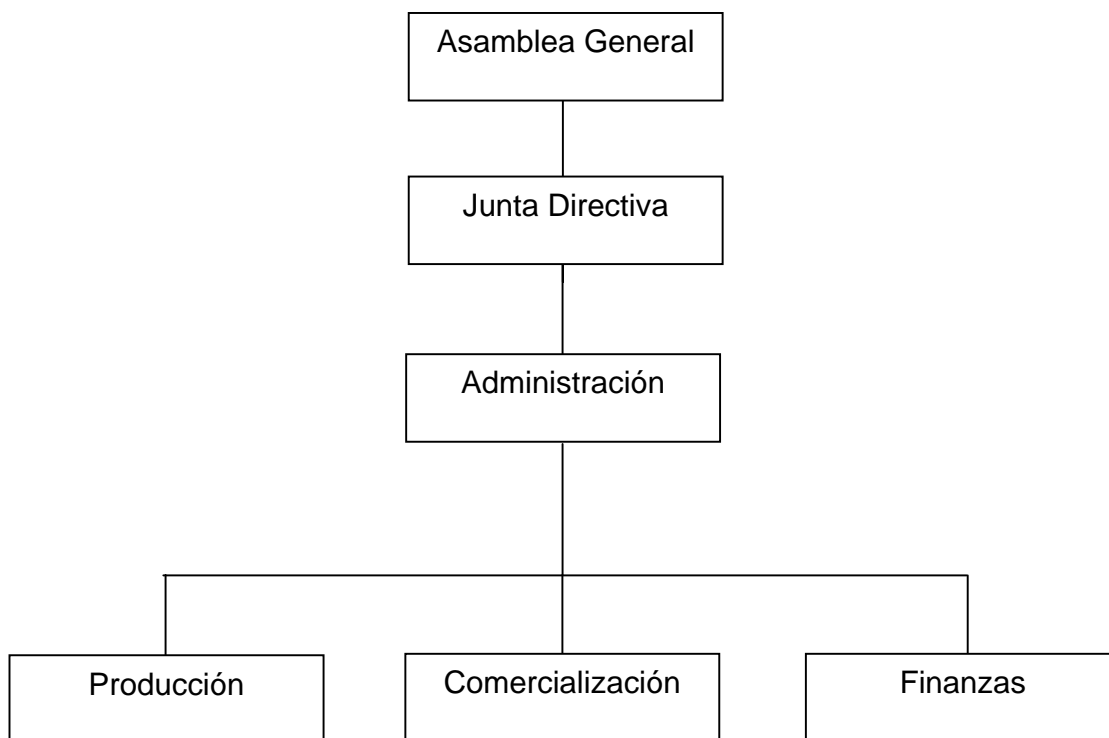 Asamblea General
Junta Directiva
Administración
Producción
Comercialización
Finanzas